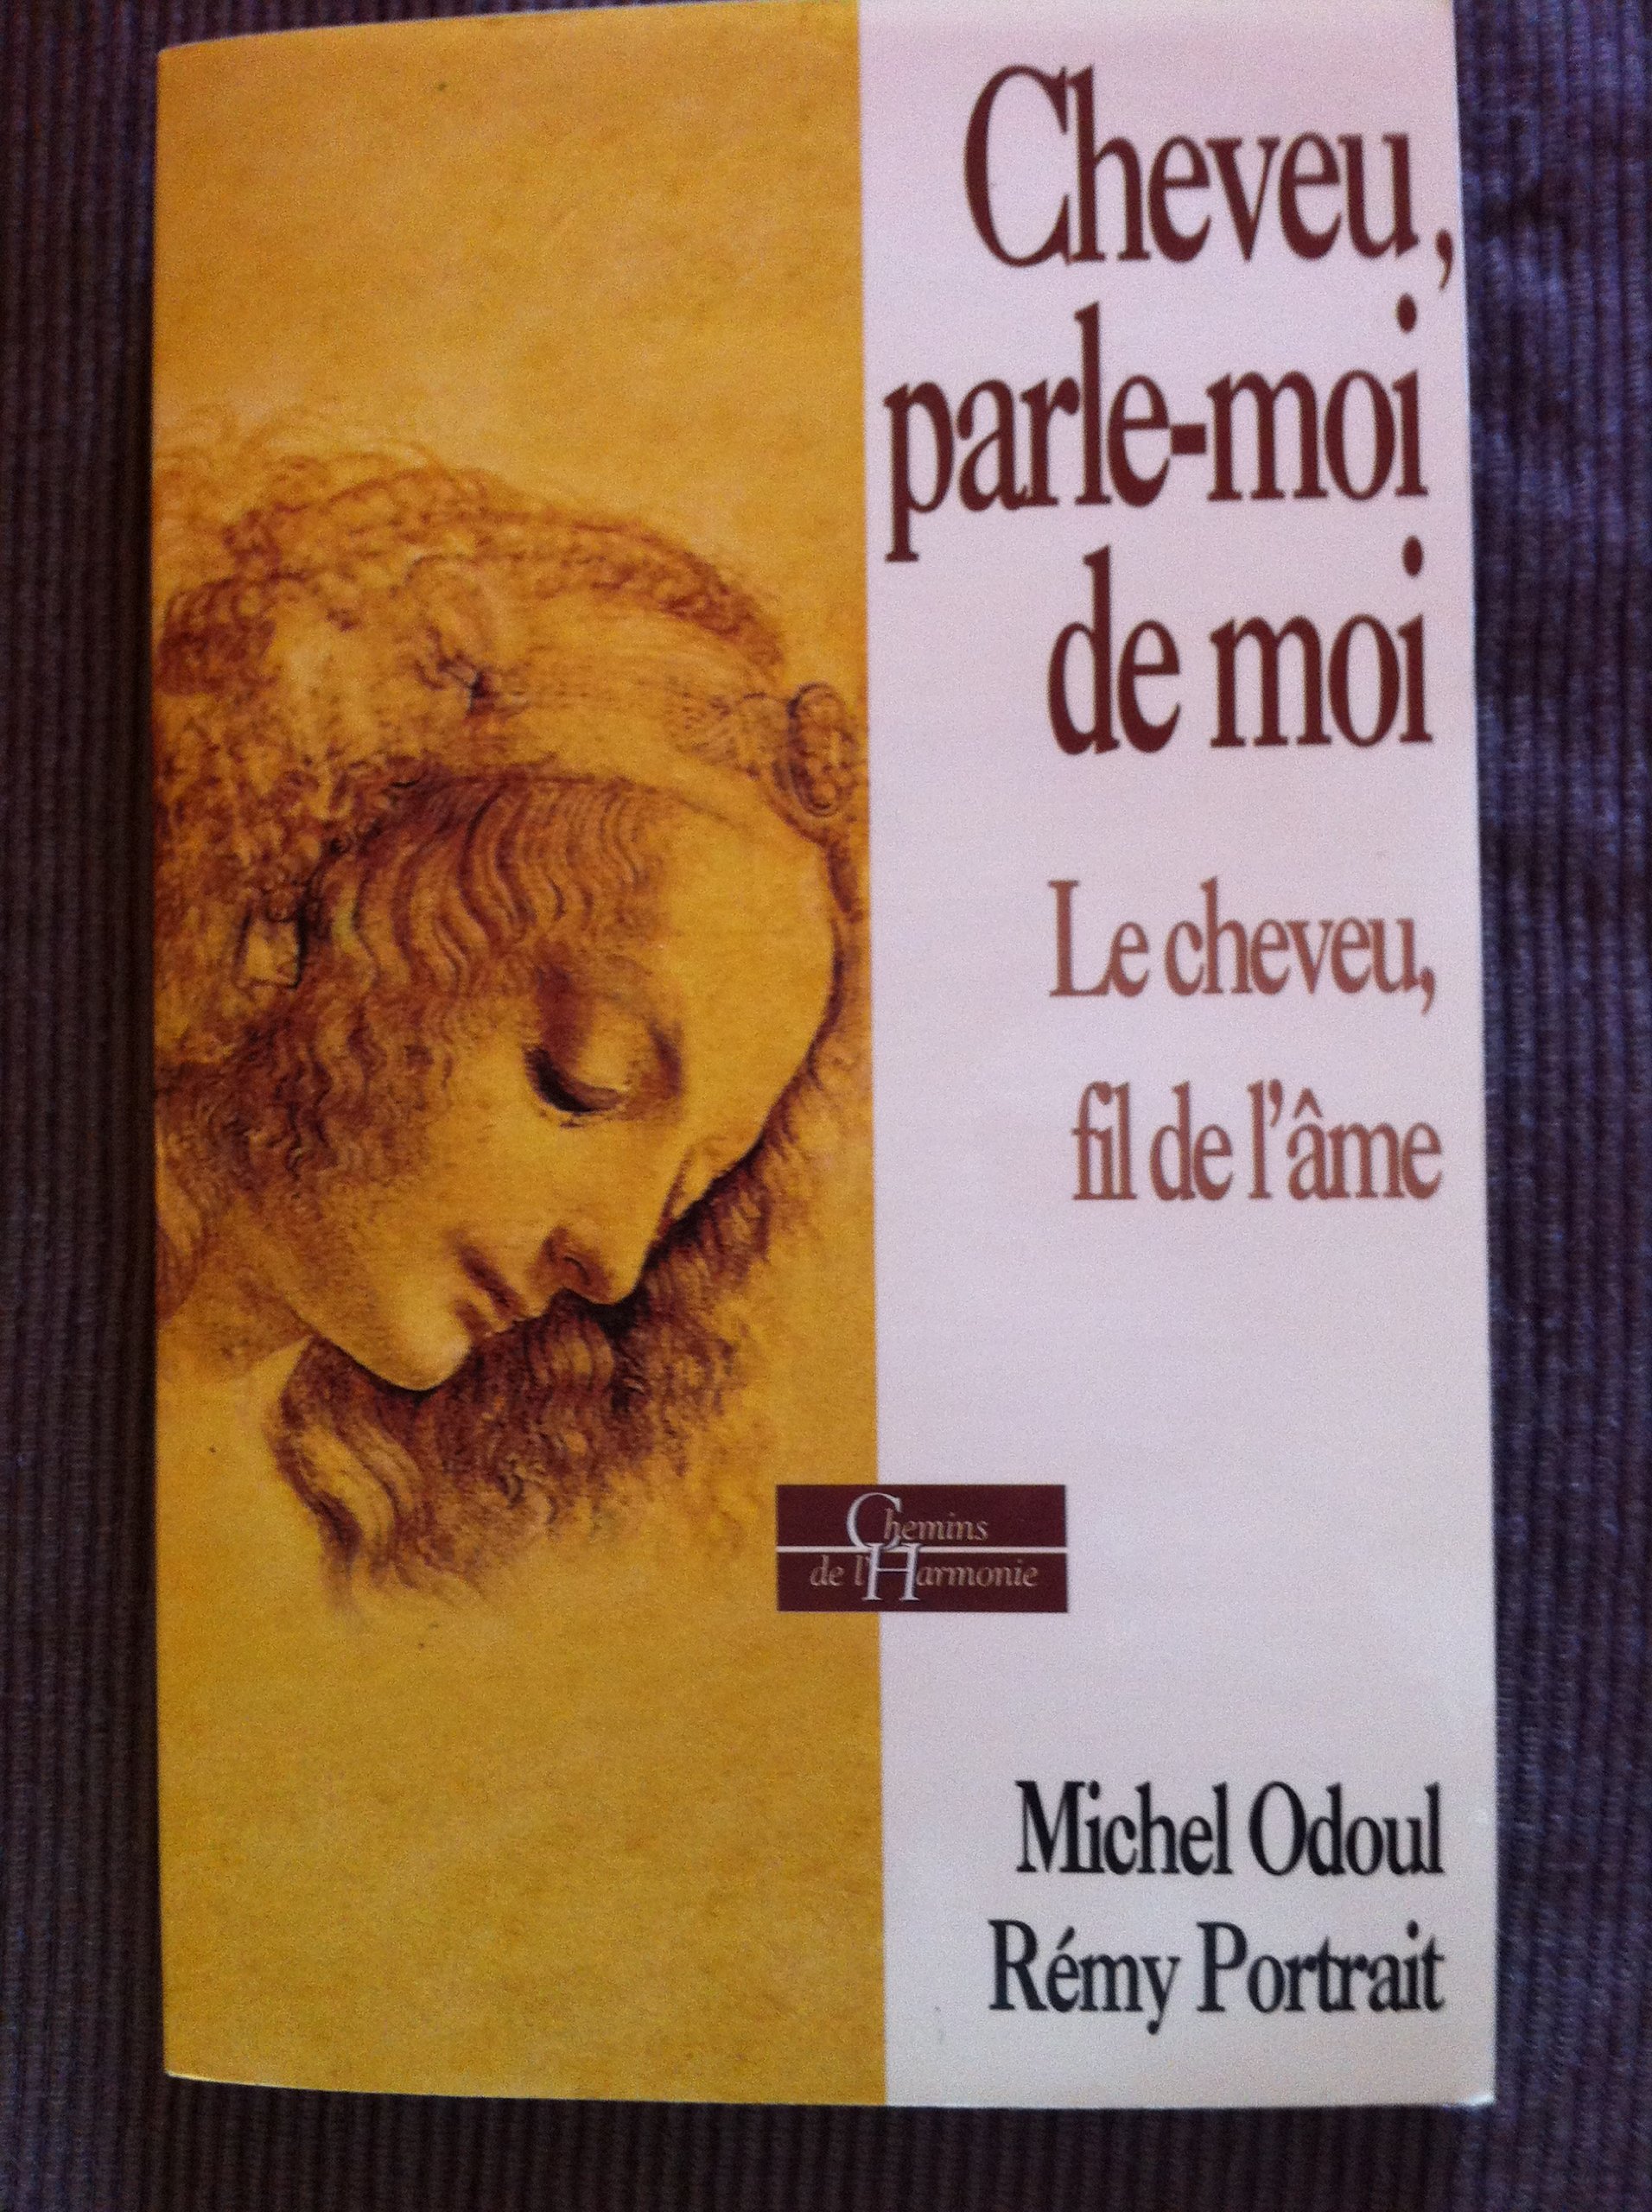 Cheveu,
parle-moi
de moi
Le cheveu,
fil de l'âme
Chemins
de l'Harmonie
Michel Odoul
Rémy Portrait